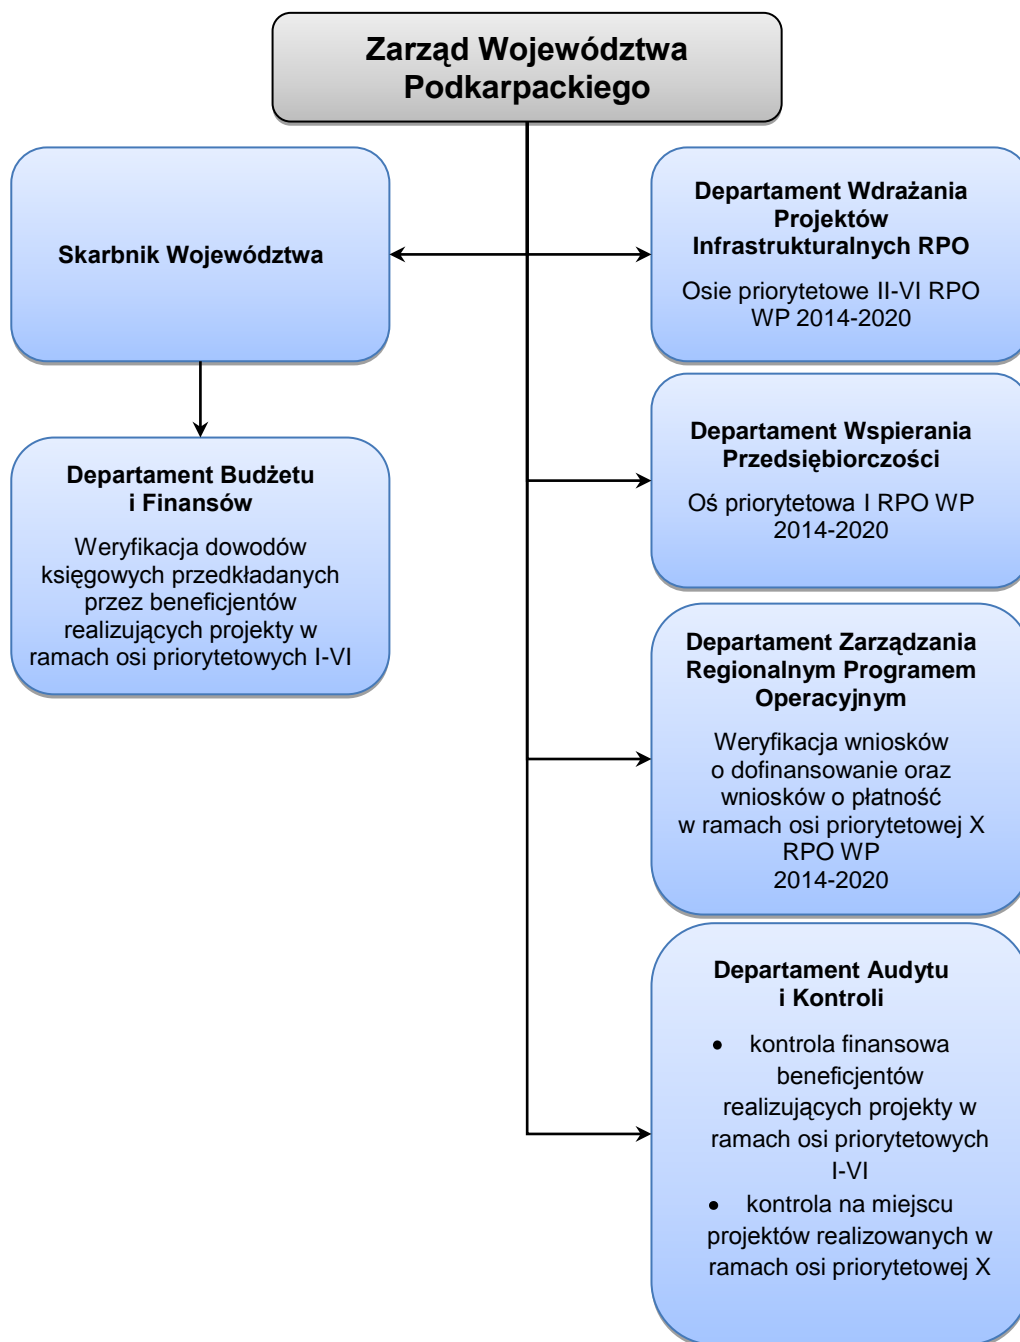 Zarząd Województwa
Podkarpackiego
Skarbnik Województwa
Departament Budżetu
i Finansów
Weryfikacja dowodów
księgowych przedkładanych
przez beneficjentów
realizujących projekty w
ramach osi priorytetowych I-VI
Departament Wdrażania
Projektów
Infrastrukturalnych RPO
Osie priorytetowe II-VI RPO
WP 2014-2020
Departament Wspierania
Przedsiębiorczości
Oś priorytetowa I RPO WP
2014-2020
Departament Zarządzania
Regionalnym Programem
Operacyjnym
Weryfikacja wniosków
o dofinansowanie oraz
wniosków o płatność
w ramach osi priorytetowej X
RPO WP
2014-2020
Departament Audytu
i Kontroli
• kontrola finansowa
beneficjentów
realizujących projekty w
ramach osi priorytetowych
I-VI
• kontrola na miejscu
projektów realizowanych w
ramach osi priorytetowej X